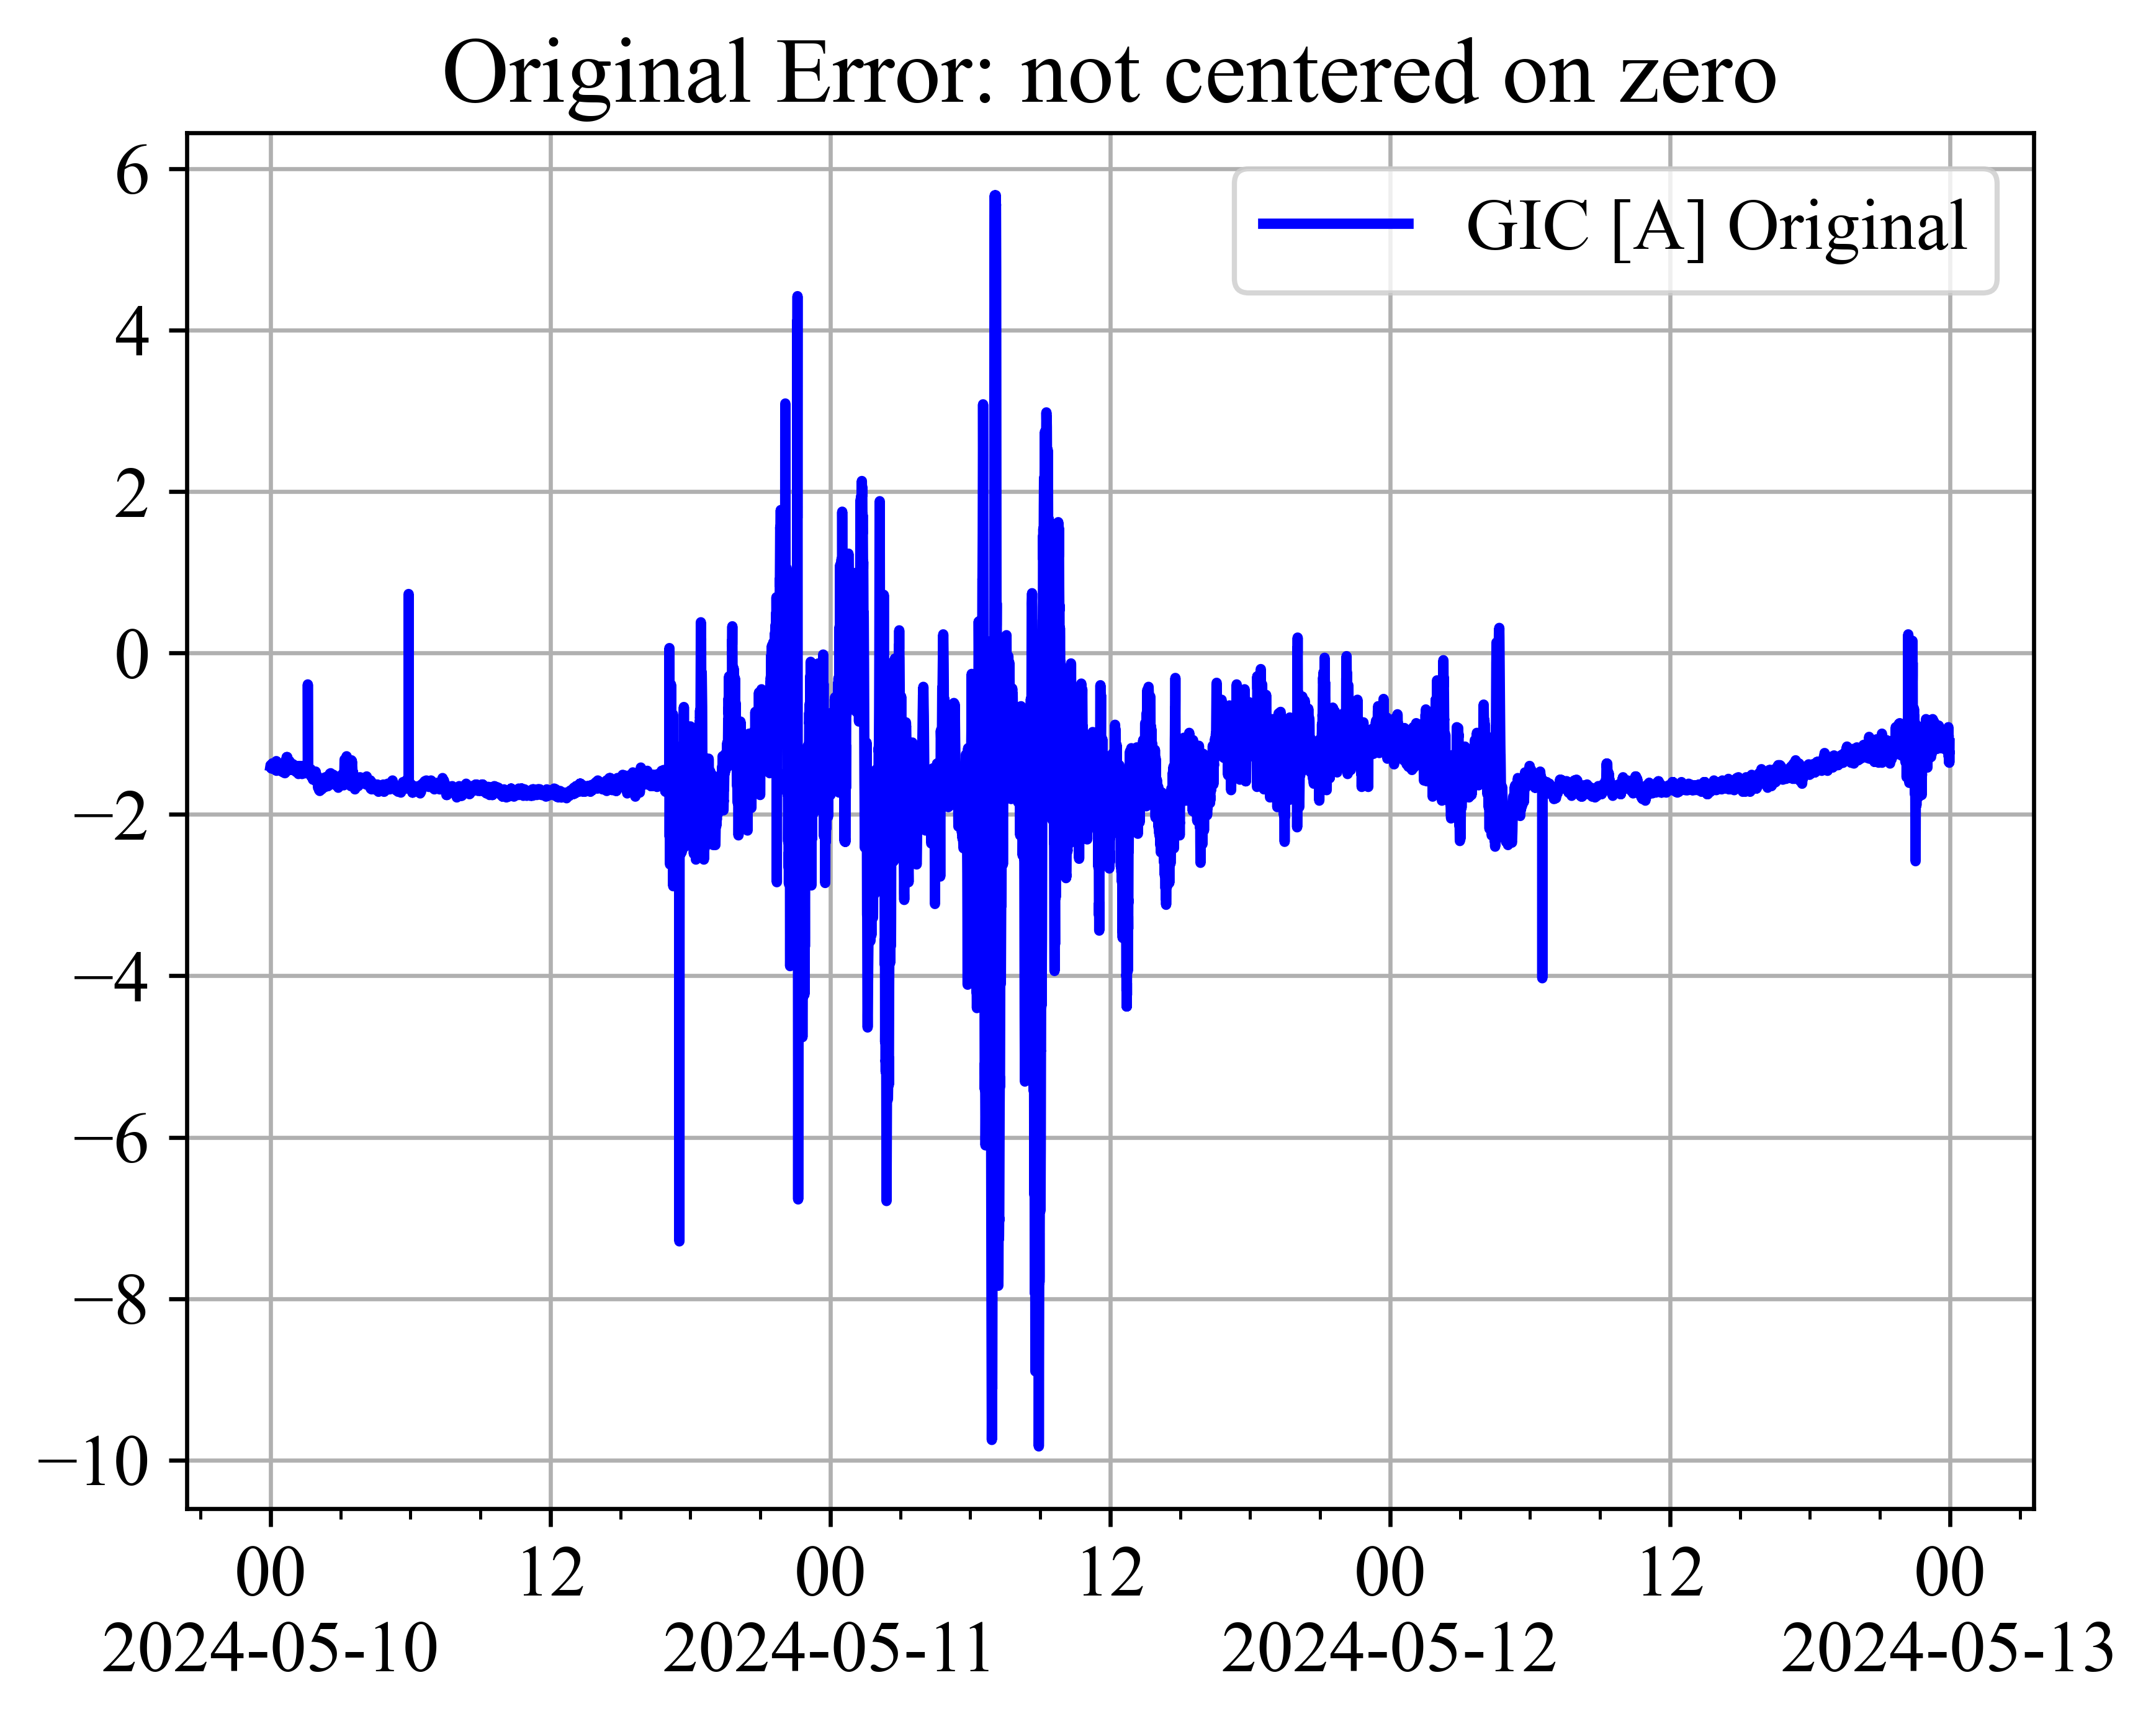 Original Error: not centered on zero
GIC [A] Original
6
4
2
0
−2
−4
−6
−8
−10
00 12 00 12 00 12 00
2024-05-10 2024-05-11 2024-05-12 2024-05-13